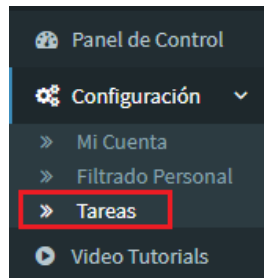 Panel de Control
Configuración
Mi Cuenta
Filtrado Personal
Tareas
Video Tutorials